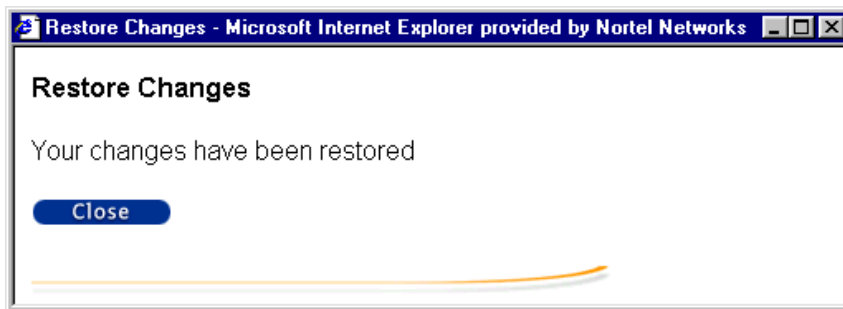 Restore Changes - Microsoft Internet Explorer provided by Nortel Networks
Restore Changes
Your changes have been restored
Close